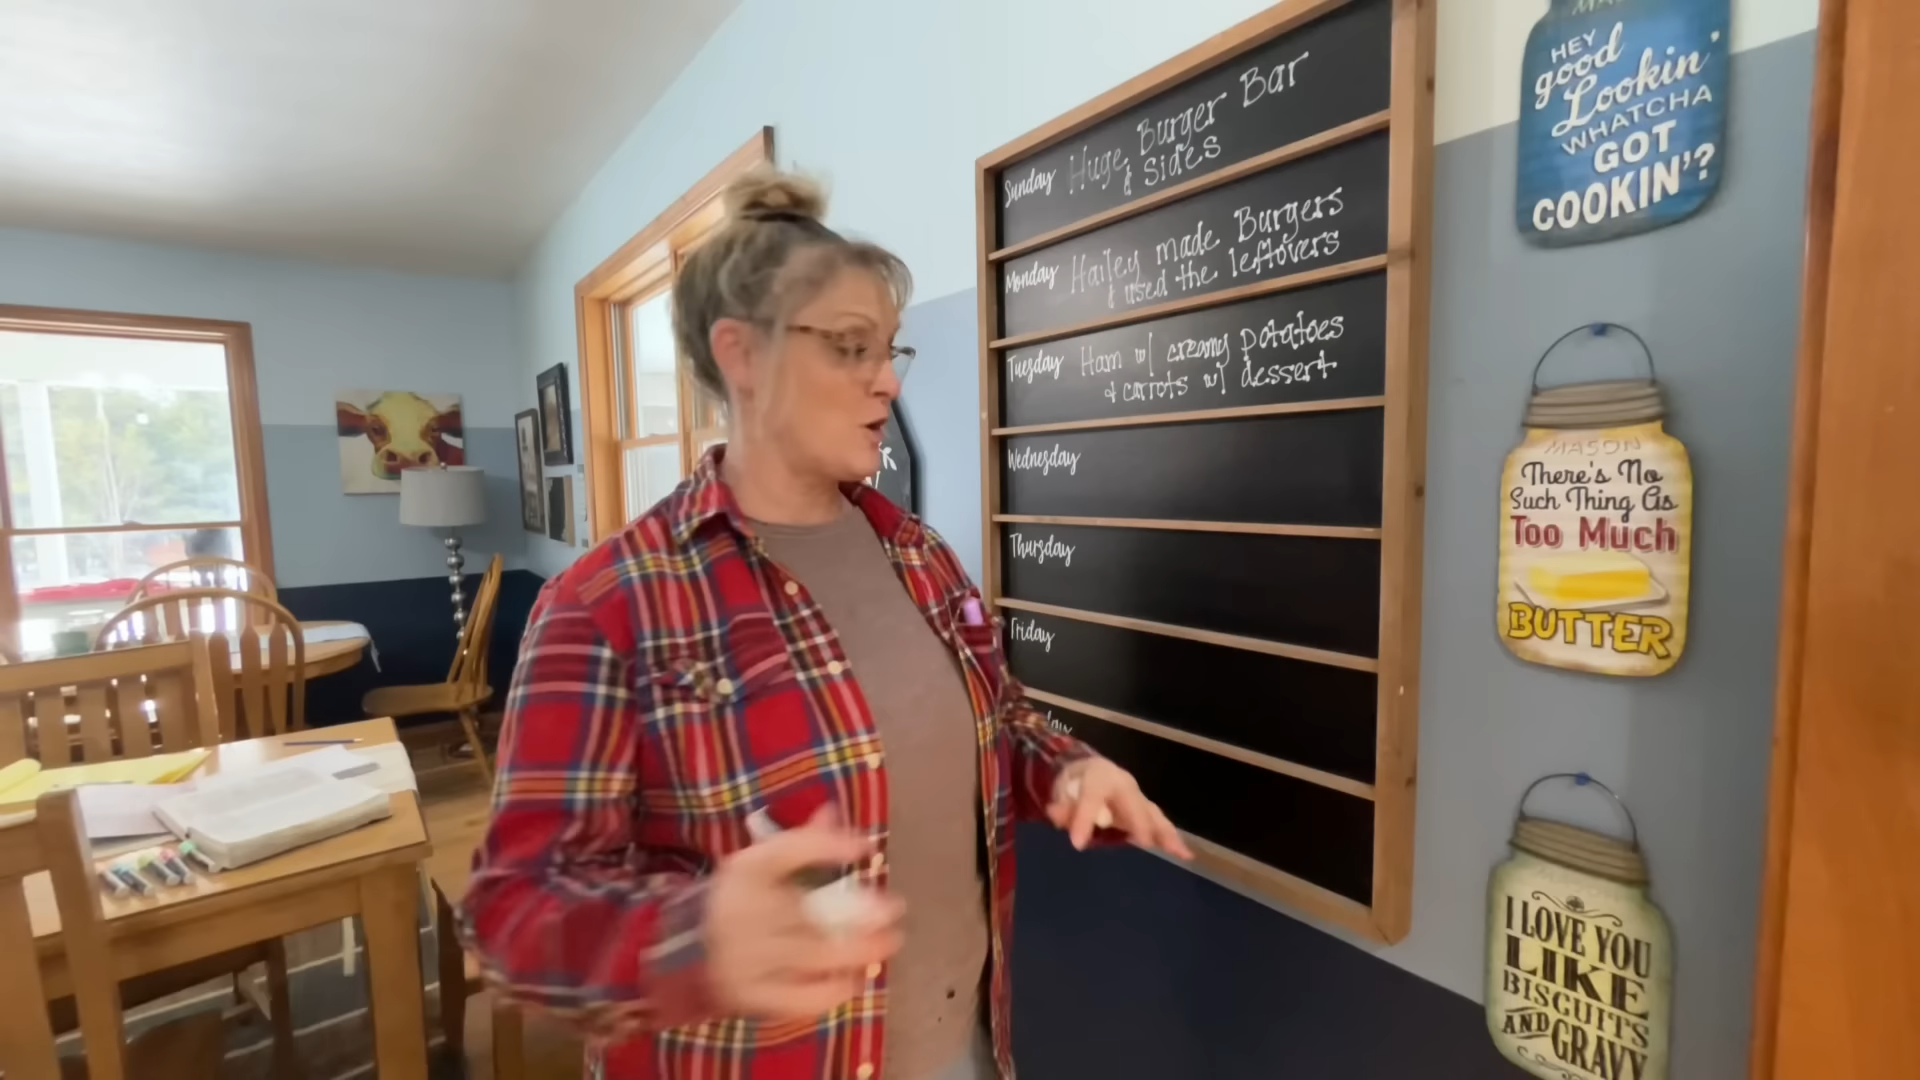 Sunday Huge Burger Bar
& sides
Monday Hailey made Burgers
& used the leftovers
Tuesday Ham w/ creamy potatoes
& carrots w/ dessert
Wednesday
Thursday
Friday
HEY
good
Lookin'
WHATCHA
GOT
COOKIN'?
MASON
There's No
Such Thing As
Too Much
BUTTER
I LOVE YOU
LIKE
BISCUITS
AND GRAVY